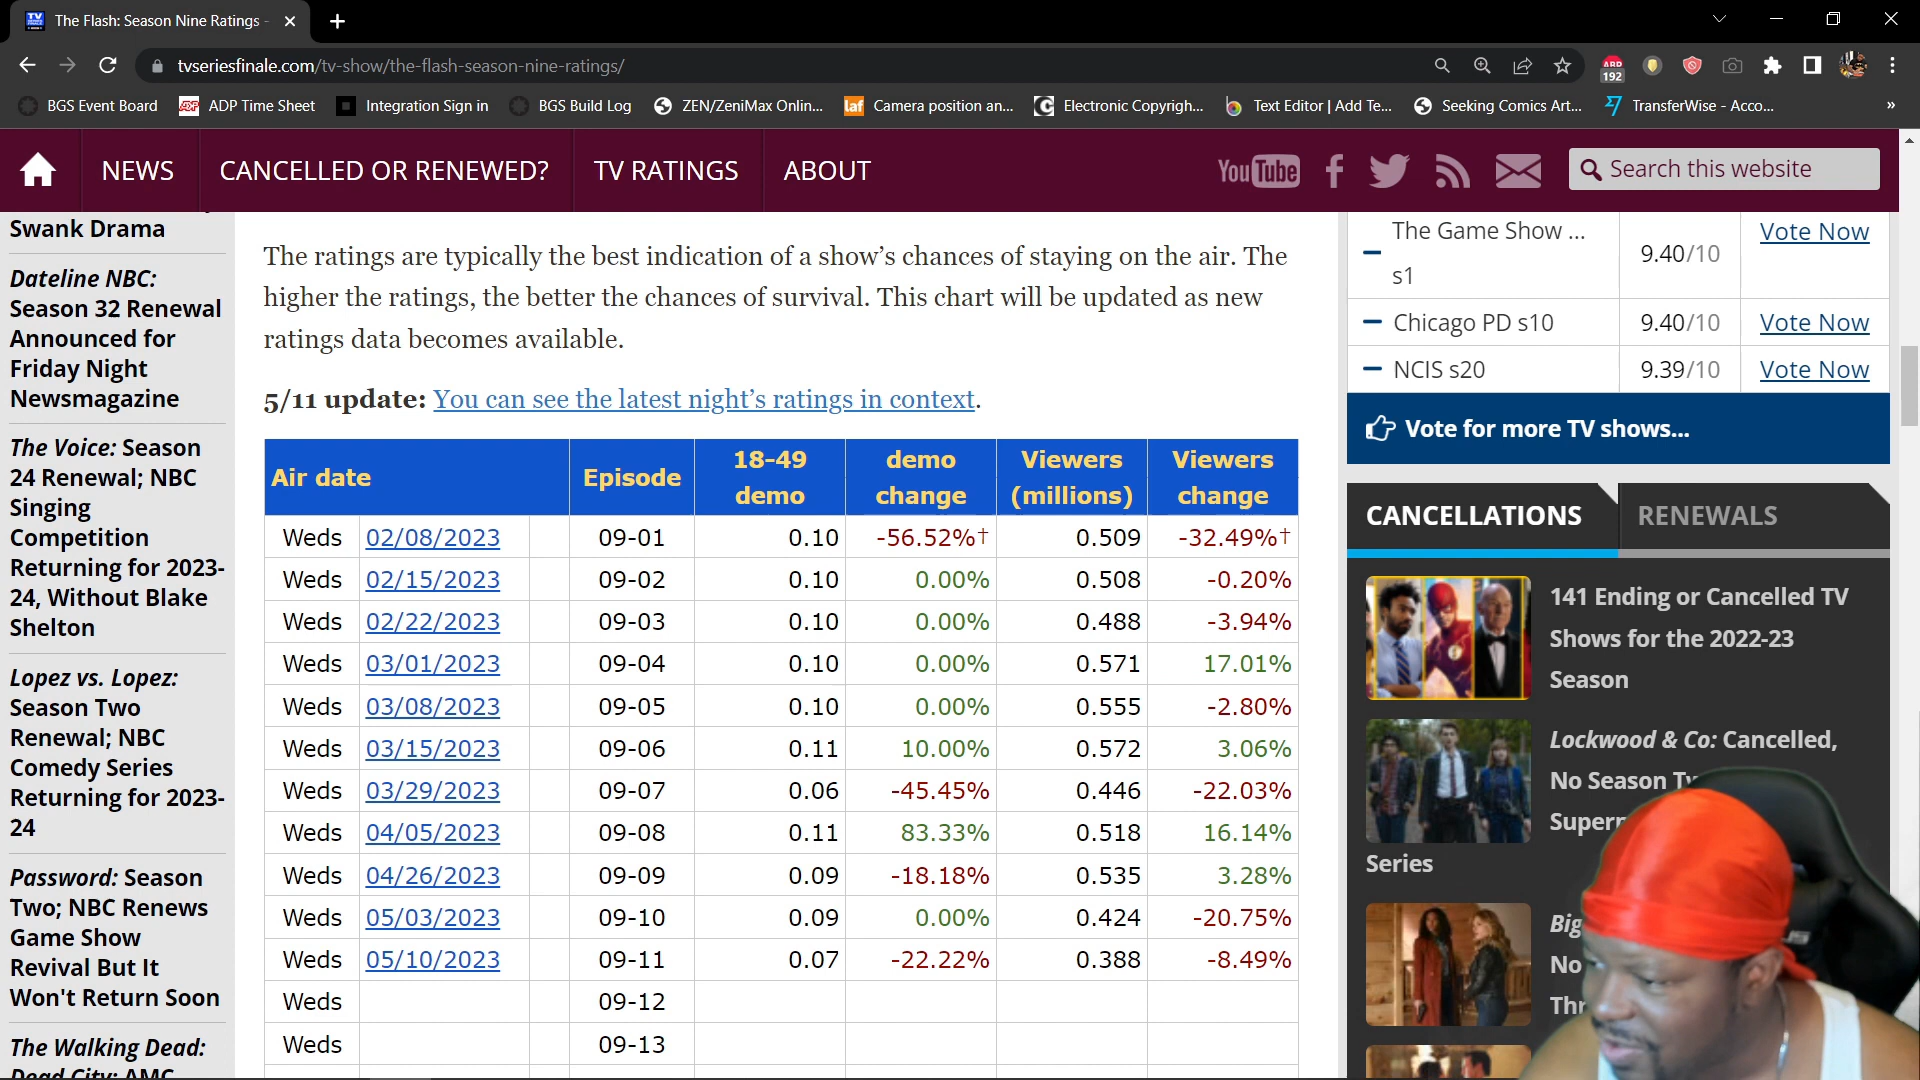 The Flash: Season Nine Ratings -
tvseriesfinale.com/tv-show/the-flash-season-nine-ratings/
ABD
192
BGS Event Board
ADP Time Sheet
Integration Sign in
BGS Build Log
ZEN/ZeniMax Onlin...
Camera position an...
Electronic Copyrigh...
Text Editor | Add Te...
Seeking Comics Art...
TransferWise - Acco...
»
NEWS
CANCELLED OR RENEWED?
TV RATINGS
ABOUT
YouTube
Search this website
Swank Drama
Dateline NBC:
Season 32 Renewal
Announced for
Friday Night
Newsmagazine
The Voice: Season
24 Renewal; NBC
Singing
Competition
Returning for 2023-
24, Without Blake
Shelton
Lopez vs. Lopez:
Season Two
Renewal; NBC
Comedy Series
Returning for 2023-
24
Password: Season
Two; NBC Renews
Game Show
Revival But It
Won't Return Soon
The Walking Dead:
Dead City: AMC
The ratings are typically the best indication of a show's chances of staying on the air. The
higher the ratings, the better the chances of survival. This chart will be updated as new
ratings data becomes available.
5/11 update: You can see the latest night's ratings in context.
Air date Episode 18-49 demo demo change Viewers (millions) Viewers change
Weds 02/08/2023 09-01 0.10 -56.52%† 0.509 -32.49%†
Weds 02/15/2023 09-02 0.10 0.00% 0.508 -0.20%
Weds 02/22/2023 09-03 0.10 0.00% 0.488 -3.94%
Weds 03/01/2023 09-04 0.10 0.00% 0.571 17.01%
Weds 03/08/2023 09-05 0.10 0.00% 0.555 -2.80%
Weds 03/15/2023 09-06 0.11 10.00% 0.572 3.06%
Weds 03/29/2023 09-07 0.06 -45.45% 0.446 -22.03%
Weds 04/05/2023 09-08 0.11 83.33% 0.518 16.14%
Weds 04/26/2023 09-09 0.09 -18.18% 0.535 3.28%
Weds 05/03/2023 09-10 0.09 0.00% 0.424 -20.75%
Weds 05/10/2023 09-11 0.07 -22.22% 0.388 -8.49%
Weds 09-12
Weds 09-13
The Game Show ...
s1 9.40/10 Vote Now
Chicago PD s10 9.40/10 Vote Now
NCIS s20 9.39/10 Vote Now
Vote for more TV shows...
CANCELLATIONS
RENEWALS
141 Ending or Cancelled TV
Shows for the 2022-23
Season
Lockwood & Co: Cancelled,
No Season
Series
Big
No